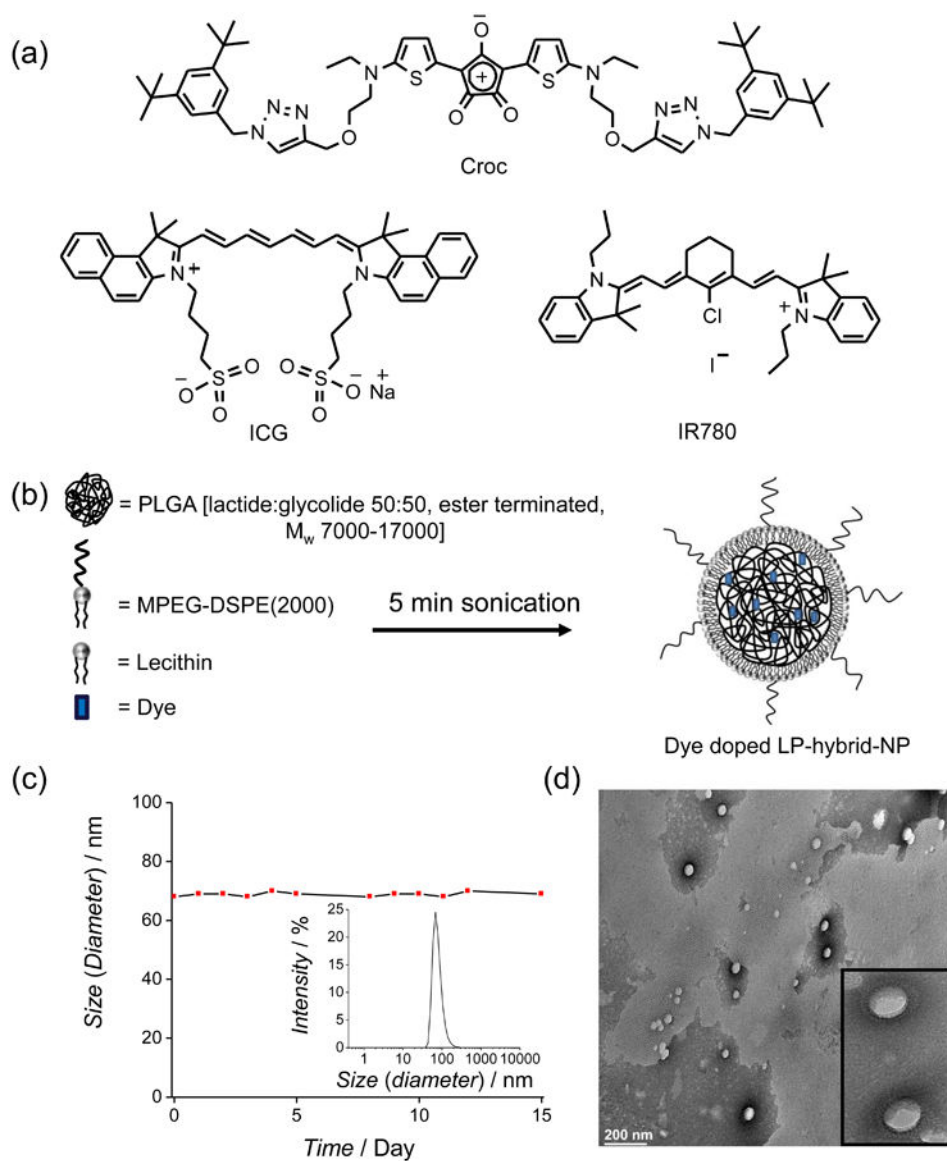 (a)
O
−
N
S
+
S
N
O
O
N=N
N
N
N
N
N
O
O
Croc
N
+
N
N
Cl
+
N
I
−
O
O
S
−
O
O
O
O
S
−
O
+
Na
ICG
IR780
(b)
= PLGA [lactide:glycolide 50:50, ester terminated,
Mw 7000-17000]
= MPEG-DSPE(2000)
= Lecithin
= Dye
5 min sonication
Dye doped LP-hybrid-NP
(c)
Size (Diameter) / nm
100
80
60
40
20
0
0
5
10
15
Time / Day
Intensity / %
25
20
15
10
5
0
1
10
100
1000
10000
Size (diameter) / nm
(d)
200 nm